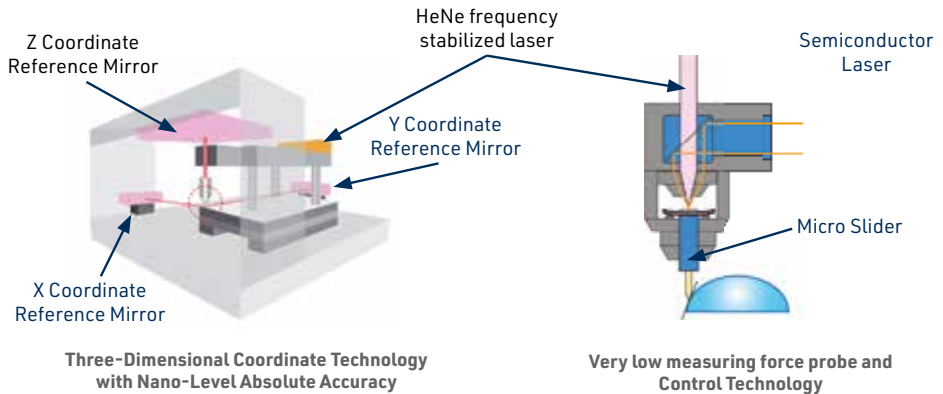 HeNe frequency
stabilized laser
Z Coordinate
Reference Mirror
Y Coordinate
Reference Mirror
X Coordinate
Reference Mirror
Three-Dimensional Coordinate Technology
with Nano-Level Absolute Accuracy
Semiconductor
Laser
Micro Slider
Very low measuring force probe and
Control Technology